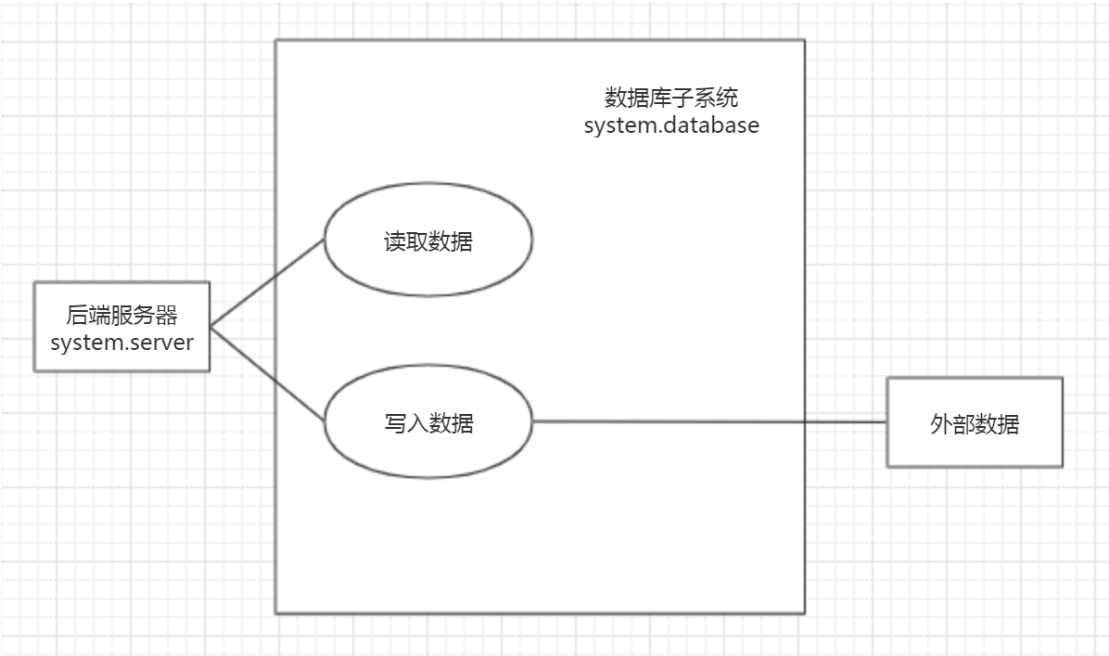 数据库子系统
system.database
读取数据
后端服务器
system.server
写入数据
外部数据